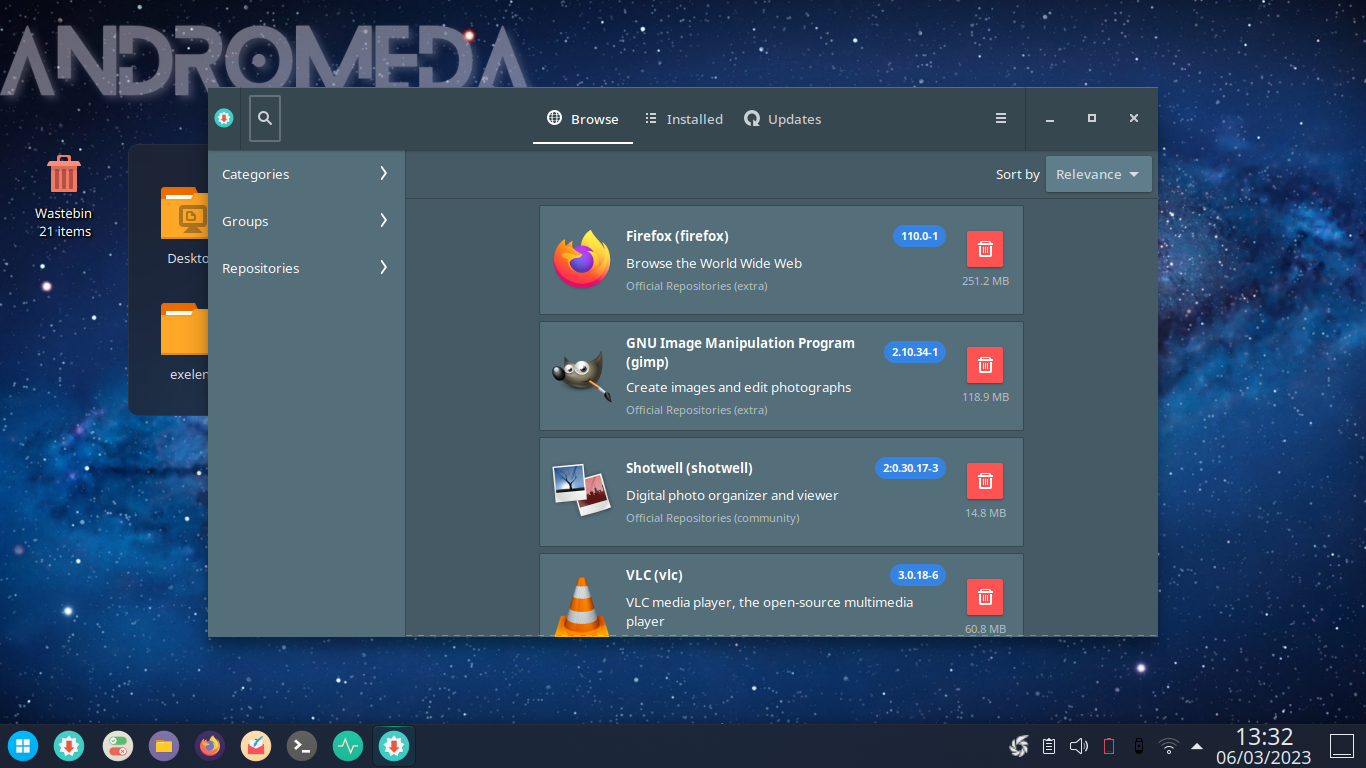 ANDROMEDA
Browse
Installed
Updates
Wastebin
21 items
Deskto
exelen
Categories
Groups
Repositories
Sort by
Relevance
Firefox (firefox)
110.0-1
Browse the World Wide Web
Official Repositories (extra)
251.2 MB
GNU Image Manipulation Program
(gimp)
2.10.34-1
Create images and edit photographs
Official Repositories (extra)
118.9 MB
Shotwell (shotwell)
2:0.30.17-3
Digital photo organizer and viewer
Official Repositories (community)
14.8 MB
VLC (vlc)
3.0.18-6
VLC media player, the open-source multimedia
player
60.8 MB
13:32
06/03/2023